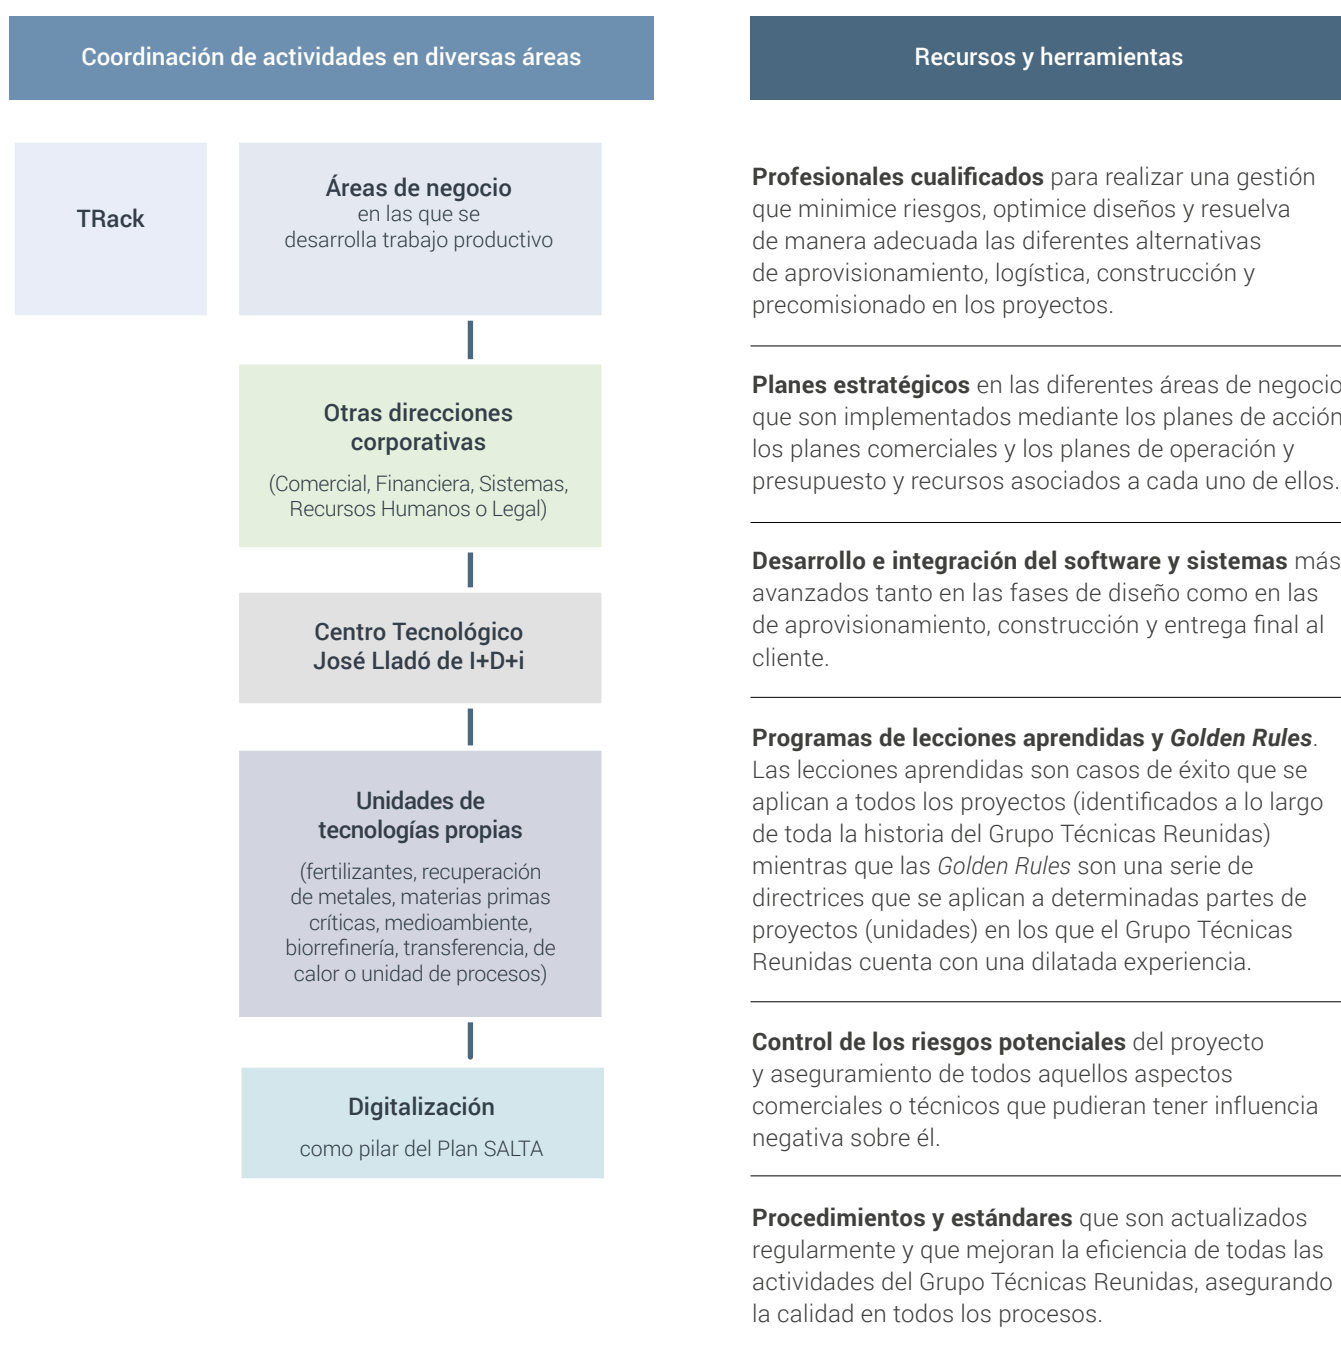 Coordinación de actividades en diversas áreas
TRack
Áreas de negocio
en las que se
desarrolla trabajo productivo
Otras direcciones
corporativas
(Comercial, Financiera, Sistemas,
Recursos Humanos o Legal)
Centro Tecnológico
José Lladó de I+D+i
Unidades de
tecnologías propias
(fertilizantes, recuperación
de metales, materias primas
críticas, medioambiente,
biorrefinería, transferencia, de
calor o unidad de procesos)
Digitalización
como pilar del Plan SALTA
Recursos y herramientas
Profesionales cualificados para realizar una gestión
que minimice riesgos, optimice diseños y resuelva
de manera adecuada las diferentes alternativas
de aprovisionamiento, logística, construcción y
precomisionado en los proyectos.
Planes estratégicos en las diferentes áreas de negocio
que son implementados mediante los planes de acción
los planes comerciales y los planes de operación y
presupuesto y recursos asociados a cada uno de ellos.
Desarrollo e integración del software y sistemas más
avanzados tanto en las fases de diseño como en las
de aprovisionamiento, construcción y entrega final al
cliente.
Programas de lecciones aprendidas y Golden Rules.
Las lecciones aprendidas son casos de éxito que se
aplican a todos los proyectos (identificados a lo largo
de toda la historia del Grupo Técnicas Reunidas)
mientras que las Golden Rules son una serie de
directrices que se aplican a determinadas partes de
proyectos (unidades) en los que el Grupo Técnicas
Reunidas cuenta con una dilatada experiencia.
Control de los riesgos potenciales del proyecto
y aseguramiento de todos aquellos aspectos
comerciales o técnicos que pudieran tener influencia
negativa sobre él.
Procedimientos y estándares que son actualizados
regularmente y que mejoran la eficiencia de todas las
actividades del Grupo Técnicas Reunidas, asegurando
la calidad en todos los procesos.